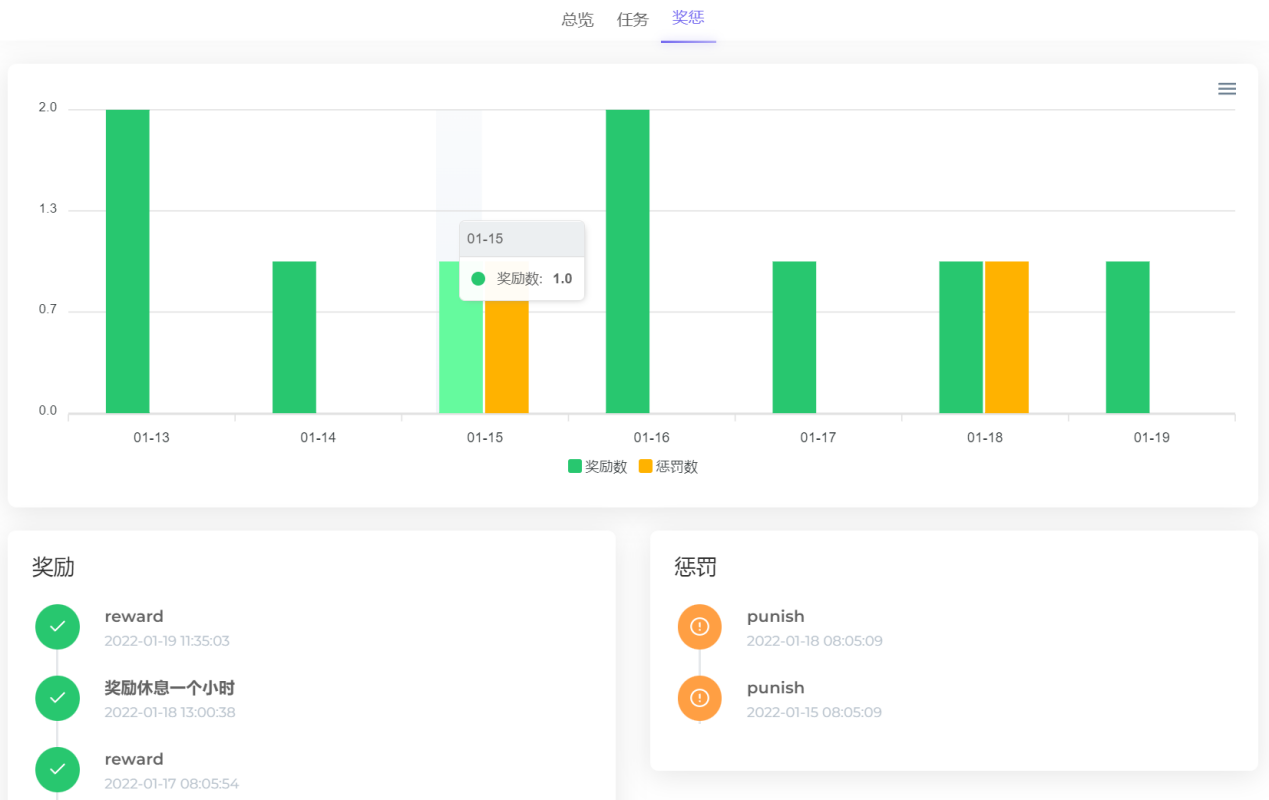 总览 任务 奖惩
2.0
1.3
0.7
0.0
01-15
奖励数: 1.0
01-13 01-14 01-15 01-16 01-17 01-18 01-19
奖励数 惩罚数
奖励
reward
2022-01-19 11:35:03
奖励休息一个小时
2022-01-18 13:00:38
reward
2022-01-17 08:05:54
惩罚
punish
2022-01-18 08:05:09
punish
2022-01-15 08:05:09